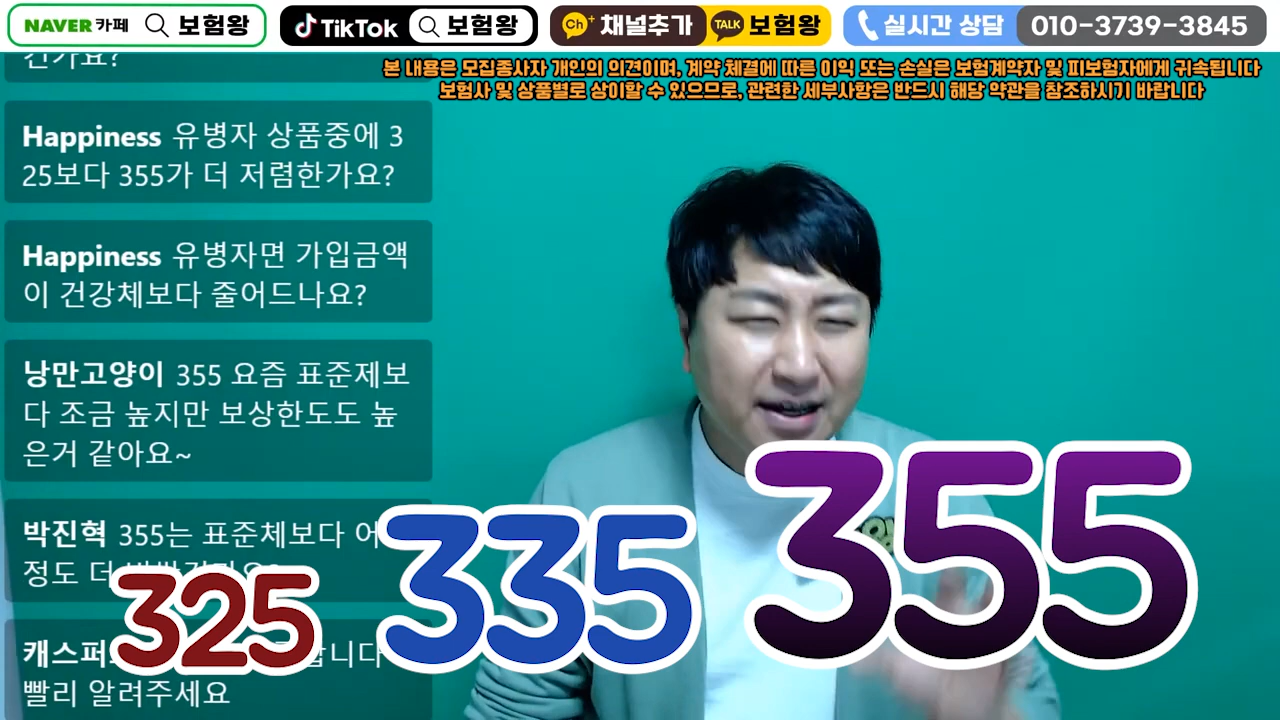 NAVER 카페 보험왕
TikTok 보험왕
Ch+ 채널추가 TALK 보험왕
실시간 상담 010-3739-3845
본 내용은 모집종사자 개인의 의견이며, 계약 체결에 따른 이익 또는 손실은 보험계약자 및 피보험자에게 귀속됩니다
보험사 및 상품별로 상이할 수 있으므로, 관련한 세부사항은 반드시 해당 약관을 참조하시기 바랍니다
Happiness 유병자 상품중에 3
25보다 355가 더 저렴한가요?
Happiness 유병자면 가입금액
이 건강체보다 줄어드나요?
낭만고양이 355 요즘 표준제보
다 조금 높지만 보상한도도 높
은거 같아요~
박진혁 355는 표준체보다 어
정도 더
캐스퍼
빨리 알려주세요
325
335
355